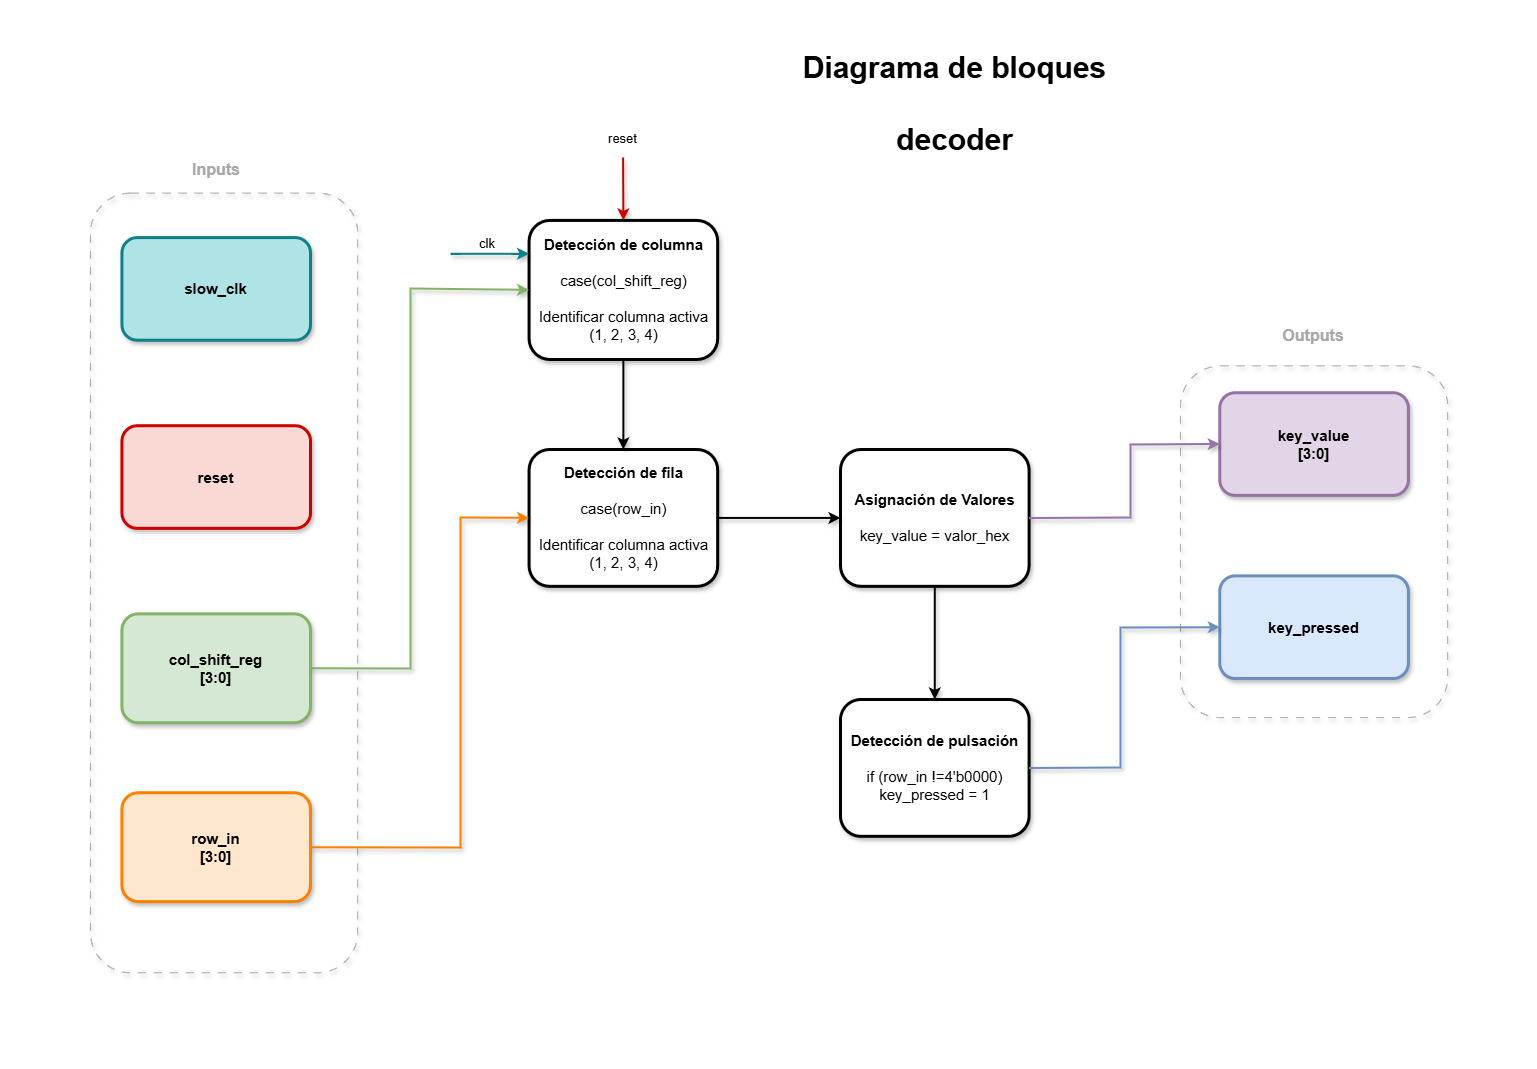 Diagrama de bloques
decoder
Inputs
slow_clk
reset
col_shift_reg
[3:0]
row_in
[3:0]
reset
clk
Detección de columna
case(col_shift_reg)
Identificar columna activa
(1, 2, 3, 4)
Detección de fila
case(row_in)
Identificar columna activa
(1, 2, 3, 4)
Asignación de Valores
key_value = valor_hex
Detección de pulsación
if (row_in !=4'b0000)
key_pressed = 1
Outputs
key_value
[3:0]
key_pressed